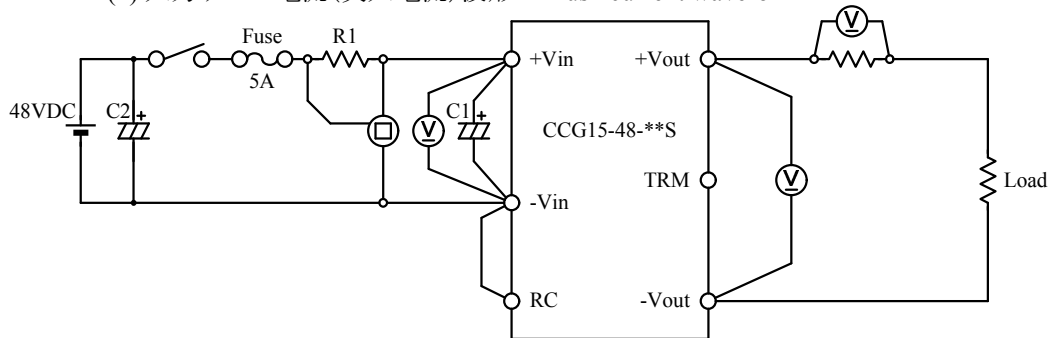 Fuse
R1
5A
48VDC
C2
+
V
C1
+
+Vin
-Vin
RC
CCG15-48-**S
+Vout
TRM
-Vout
V
V
Load